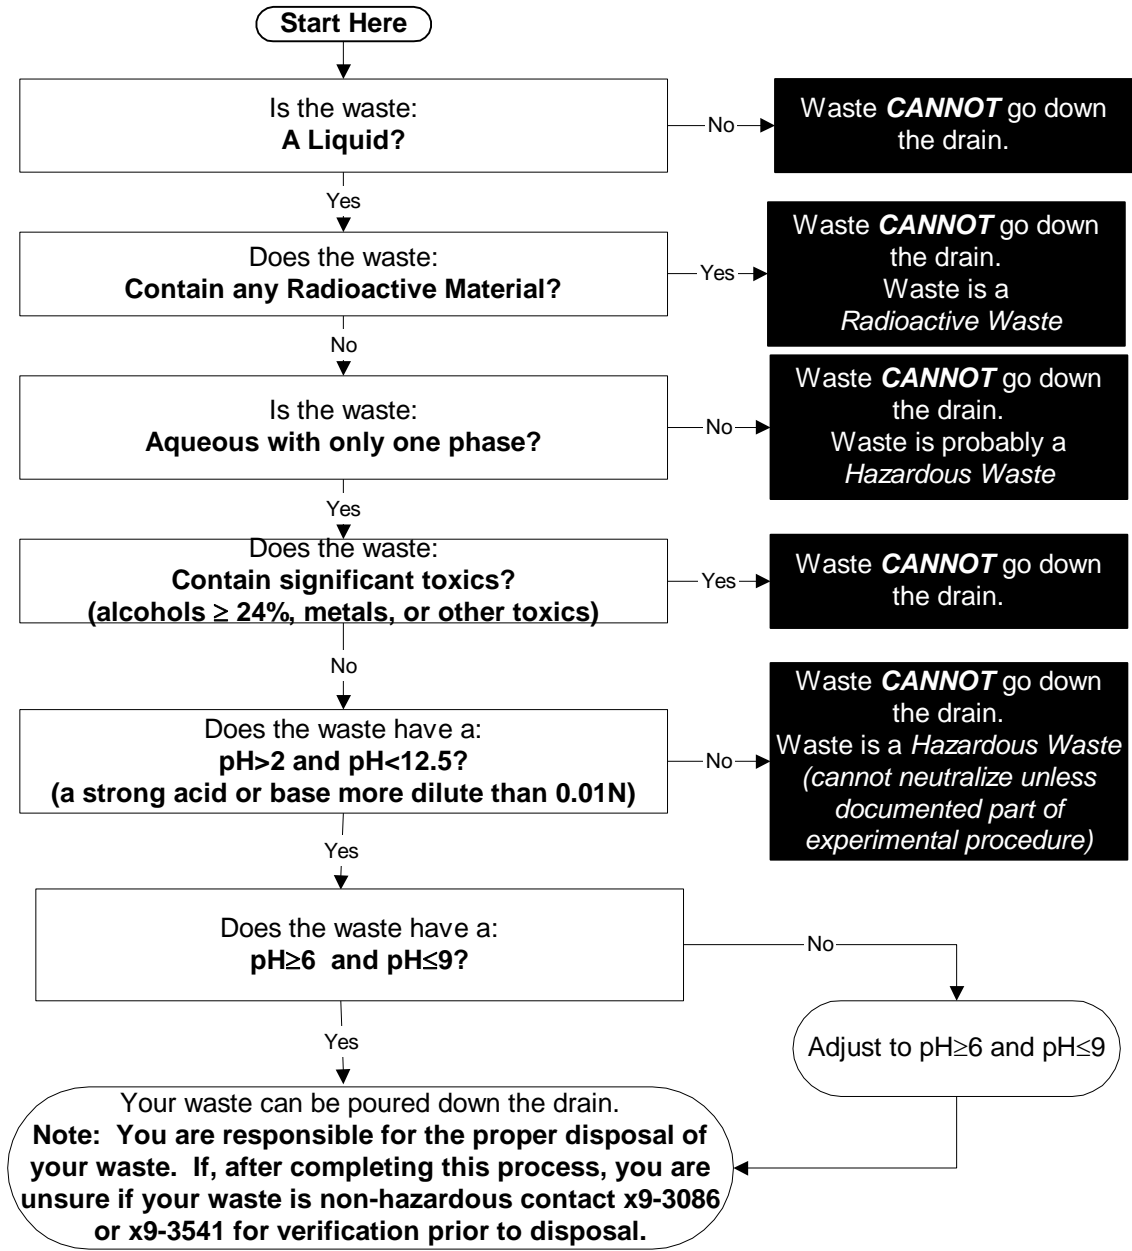 Start Here
Is the waste:
A Liquid?
No
Waste CANNOT go down
the drain.
Yes
Does the waste:
Contain any Radioactive Material?
Yes
Waste CANNOT go down
the drain.
Waste is a
Radioactive Waste
No
Is the waste:
Aqueous with only one phase?
No
Waste CANNOT go down
the drain.
Waste is probably a
Hazardous Waste
Yes
Does the waste:
Contain significant toxics?
(alcohols ≥ 24%, metals, or other toxics)
Yes
Waste CANNOT go down
the drain.
No
Does the waste have a:
pH>2 and pH<12.5?
(a strong acid or base more dilute than 0.01N)
No
Waste CANNOT go down
the drain.
Waste is a Hazardous Waste
(cannot neutralize unless
documented part of
experimental procedure)
Yes
Does the waste have a:
pH≥6 and pH≤9?
No
Adjust to pH≥6 and pH≤9
Yes
Your waste can be poured down the drain.
Note: You are responsible for the proper disposal of
your waste. If, after completing this process, you are
unsure if your waste is non-hazardous contact x9-3086
or x9-3541 for verification prior to disposal.